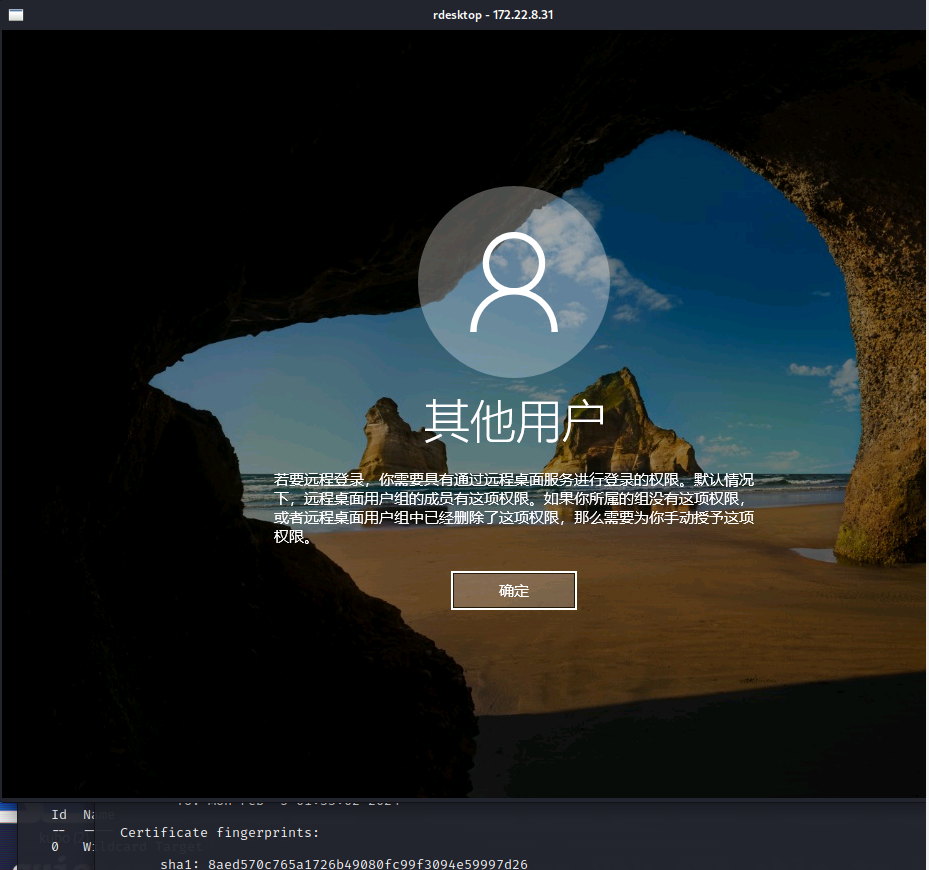 rdesktop - 172.22.8.31
其他用户
若要远程登录，你需要具有通过远程桌面服务进行登录的权限。默认情况
下，远程桌面用户组的成员有这项权限。如果你所属的组没有这项权限，
或者远程桌面用户组中已经删除了这项权限，那么需要为你手动授予这项
权限。
确定
Id Na
Certificate fingerprints:
0 Wildcard Target
sha1: 8aed570c765a1726b49080fc99f3094e59997d26